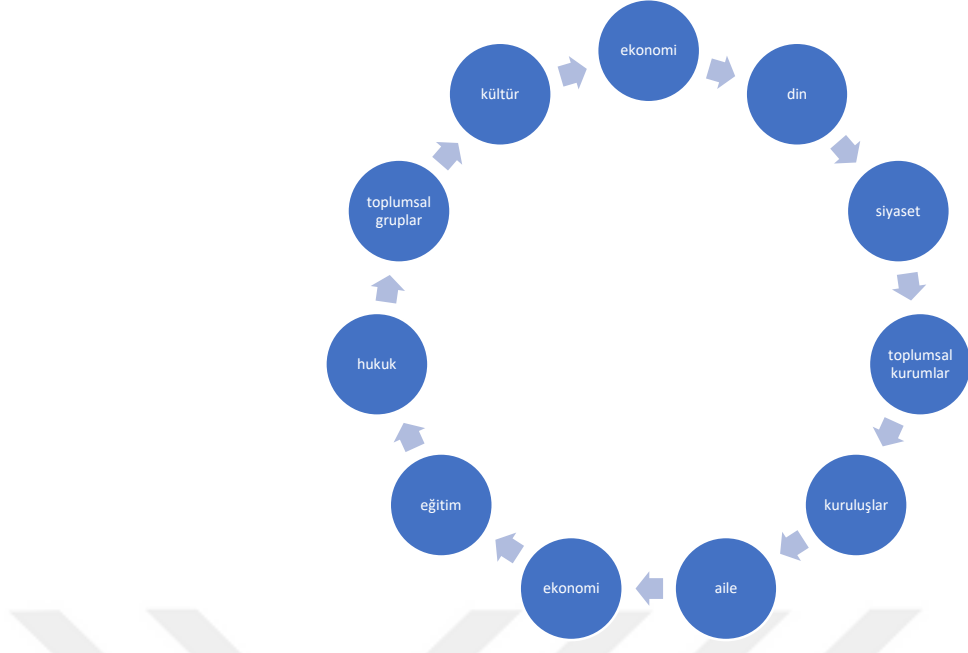 ekonomi
din
siyaset
toplumsal
kurumlar
kuruluşlar
aile
ekonomi
eğitim
hukuk
toplumsal
gruplar
kültür